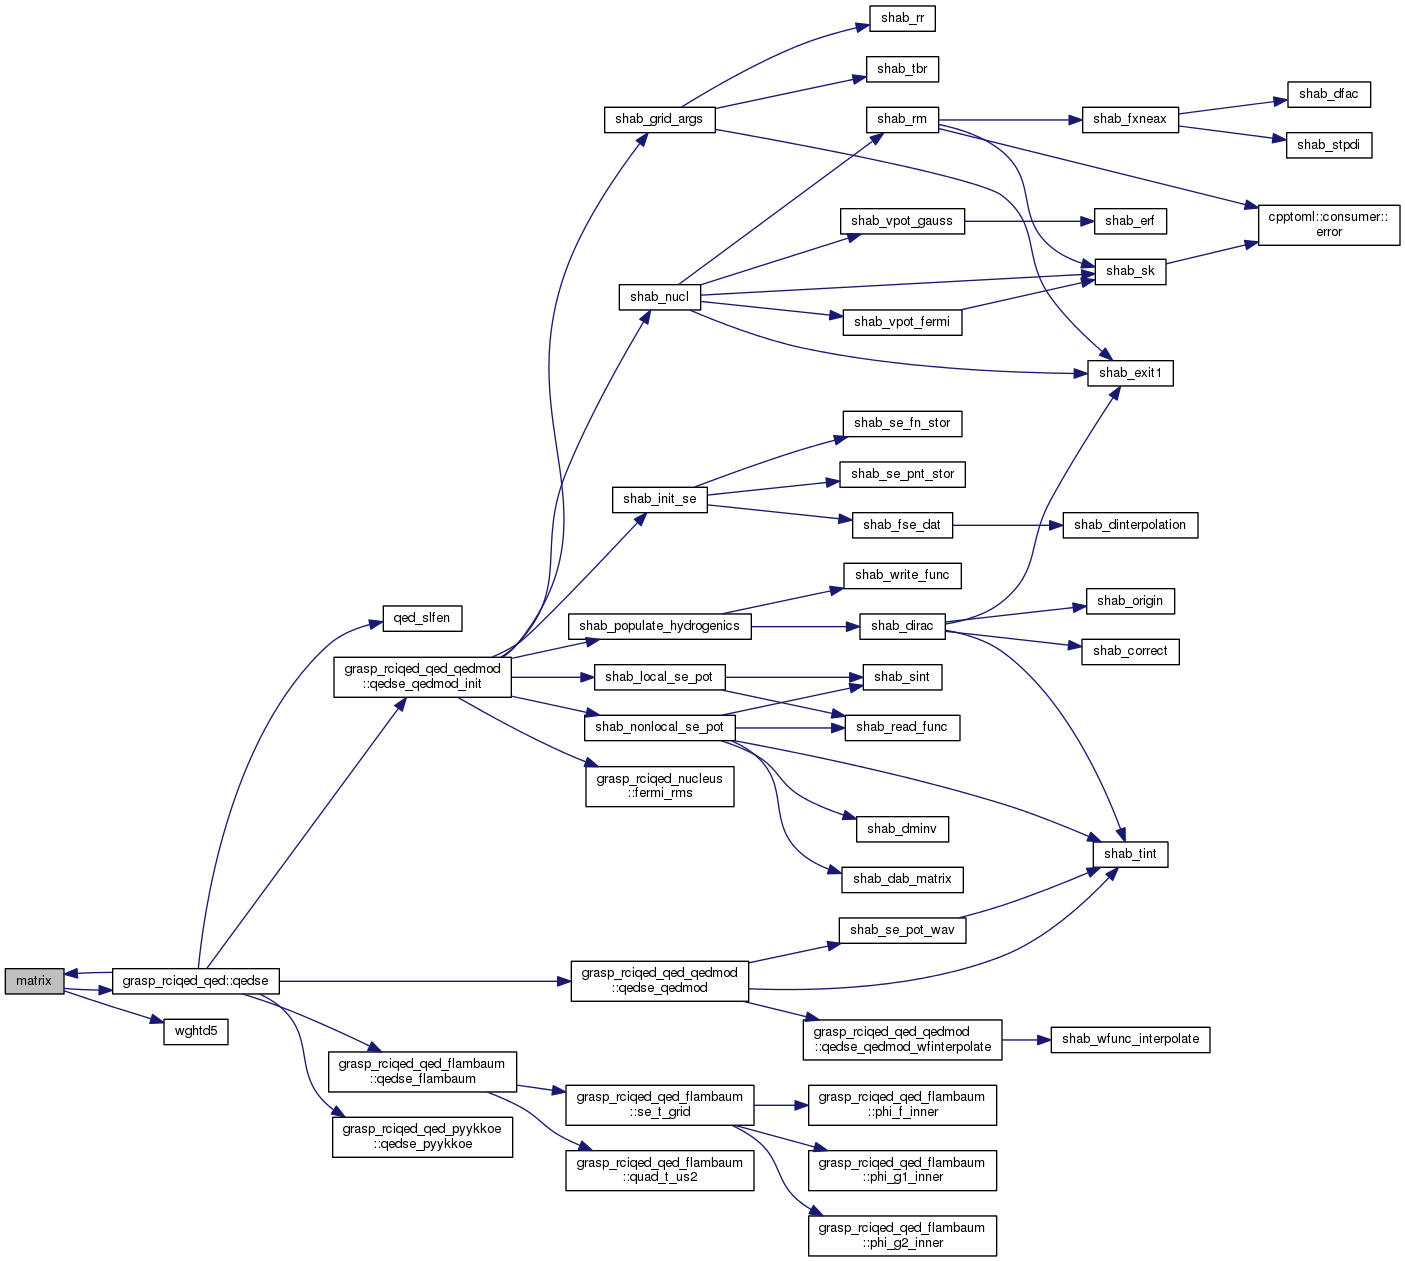 shab_rr
shab_tbr
shab_grid_args
shab_rm
shab_fxneax
shab_dfac
shab_stpdi
shab_vpot_gauss
shab_erf
cpptoml::consumer::
error
shab_nucl
shab_sk
shab_vpot_fermi
shab_exit1
shab_se_fn_stor
shab_init_se
shab_se_pnt_stor
shab_fse_dat
shab_dinterpolation
shab_write_func
qed_slfen
shab_populate_hydrogenics
shab_dirac
shab_origin
shab_correct
grasp_rciqed_qed_qedmod
::qedse_qedmod_init
shab_local_se_pot
shab_sint
shab_nonlocal_se_pot
shab_read_func
grasp_rciqed_nucleus
::fermi_rms
shab_dminv
shab_tint
shab_dab_matrix
shab_se_pot_wav
matrix
grasp_rciqed_qed::qedse
grasp_rciqed_qed_qedmod
::qedse_qedmod
wghtd5
grasp_rciqed_qed_qedmod
::qedse_qedmod_wfinterpolate
shab_wfunc_interpolate
grasp_rciqed_qed_flambaum
::qedse_flambaum
grasp_rciqed_qed_flambaum
::se_t_grid
grasp_rciqed_qed_flambaum
::phi_f_inner
grasp_rciqed_qed_pyykkoe
::qedse_pyykkoe
grasp_rciqed_qed_flambaum
::quad_t_us2
grasp_rciqed_qed_flambaum
::phi_g1_inner
grasp_rciqed_qed_flambaum
::phi_g2_inner